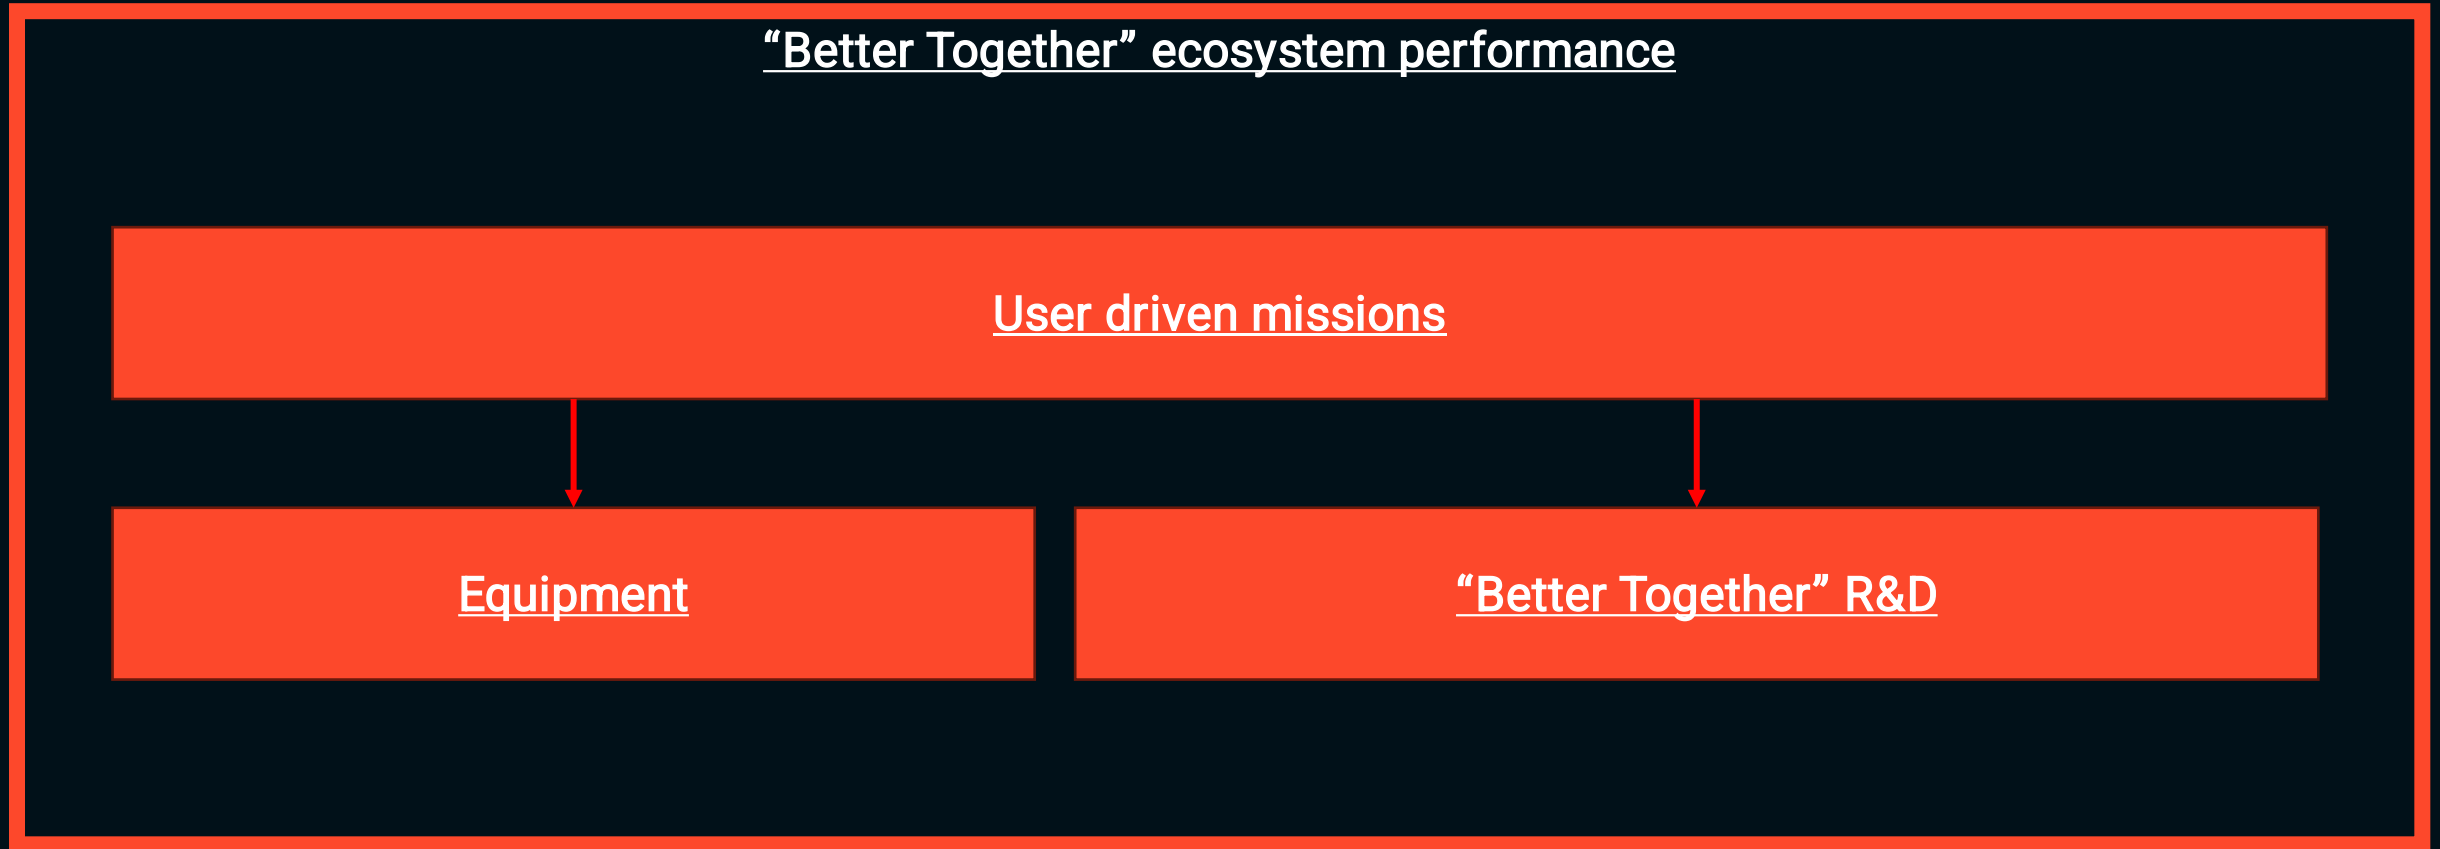 “Better Together” ecosystem performance
User driven missions
Equipment
“Better Together” R&D